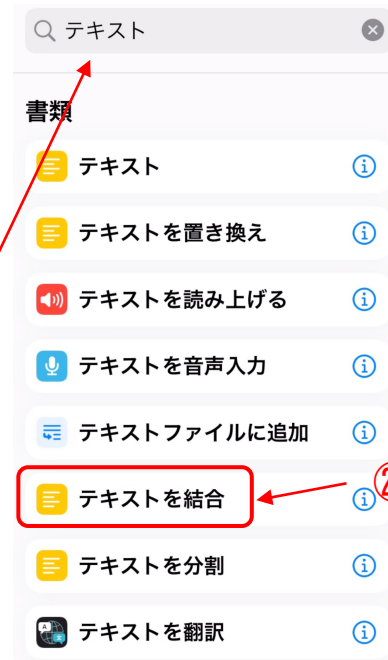 テキスト
書類
テキスト
テキストを置き換え
テキストを読み上げる
テキストを音声入力
テキストファイルに追加
テキストを結合
②
テキストを分割
テキストを翻訳